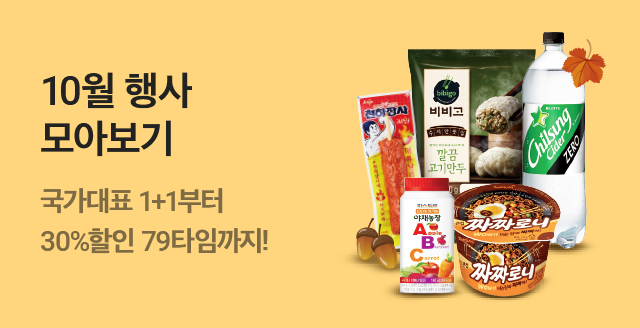 10월 행사
모아보기
국가대표 1+1부터
30%할인 79타임까지!
천하장사
bibigo
비비고
깔끔
고기만두
Chilsung
Cider
ZERO
야채농장
Apple
B
Carrot
짜짜로니
짜짜로니